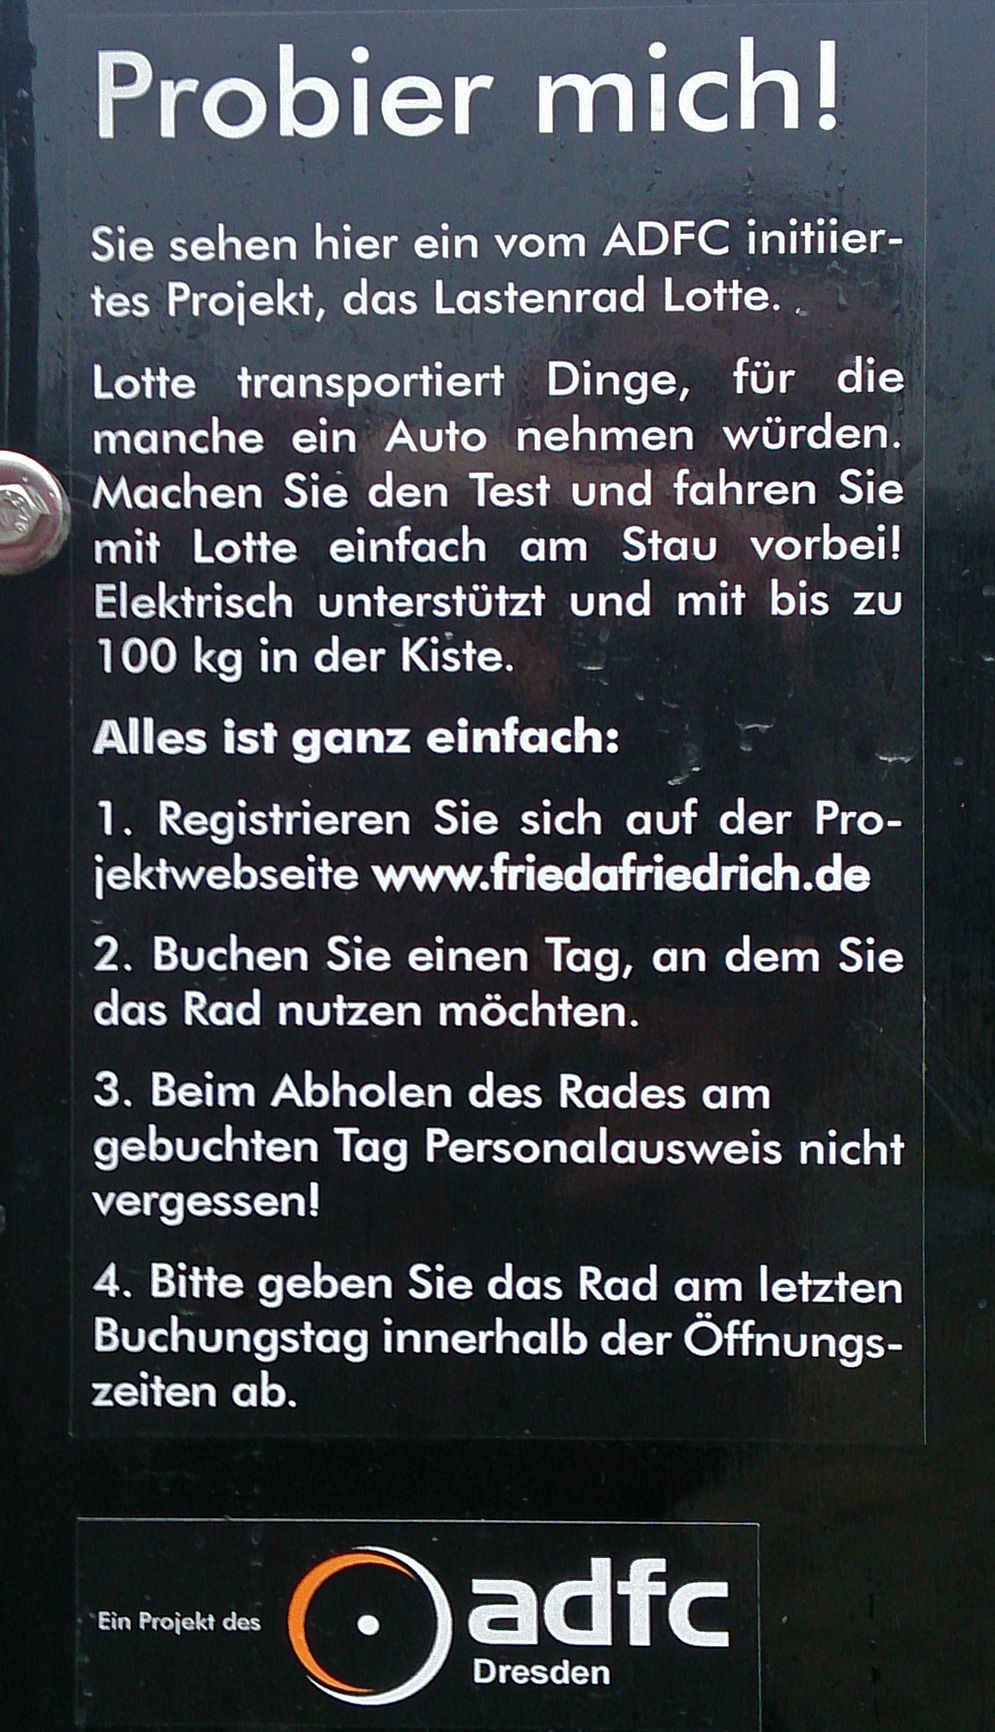 Probier mich!
Sie sehen hier ein vom ADFC initiier-
tes Projekt, das Lastenrad Lotte.
Lotte transportiert Dinge, für die
manche ein Auto nehmen würden.
Machen Sie den Test und fahren Sie
mit Lotte einfach am Stau vorbei!
Elektrisch unterstützt und mit bis zu
100 kg in der Kiste.
Alles ist ganz einfach:
1. Registrieren Sie sich auf der Pro-
jektwebseite www.friedafriedrich.de
2. Buchen Sie einen Tag, an dem Sie
das Rad nutzen möchten.
3. Beim Abholen des Rades am
gebuchten Tag Personalausweis nicht
vergessen!
4. Bitte geben Sie das Rad am letzten
Buchungstag innerhalb der Öffnungs-
zeiten ab.
Ein Projekt des adfc
Dresden